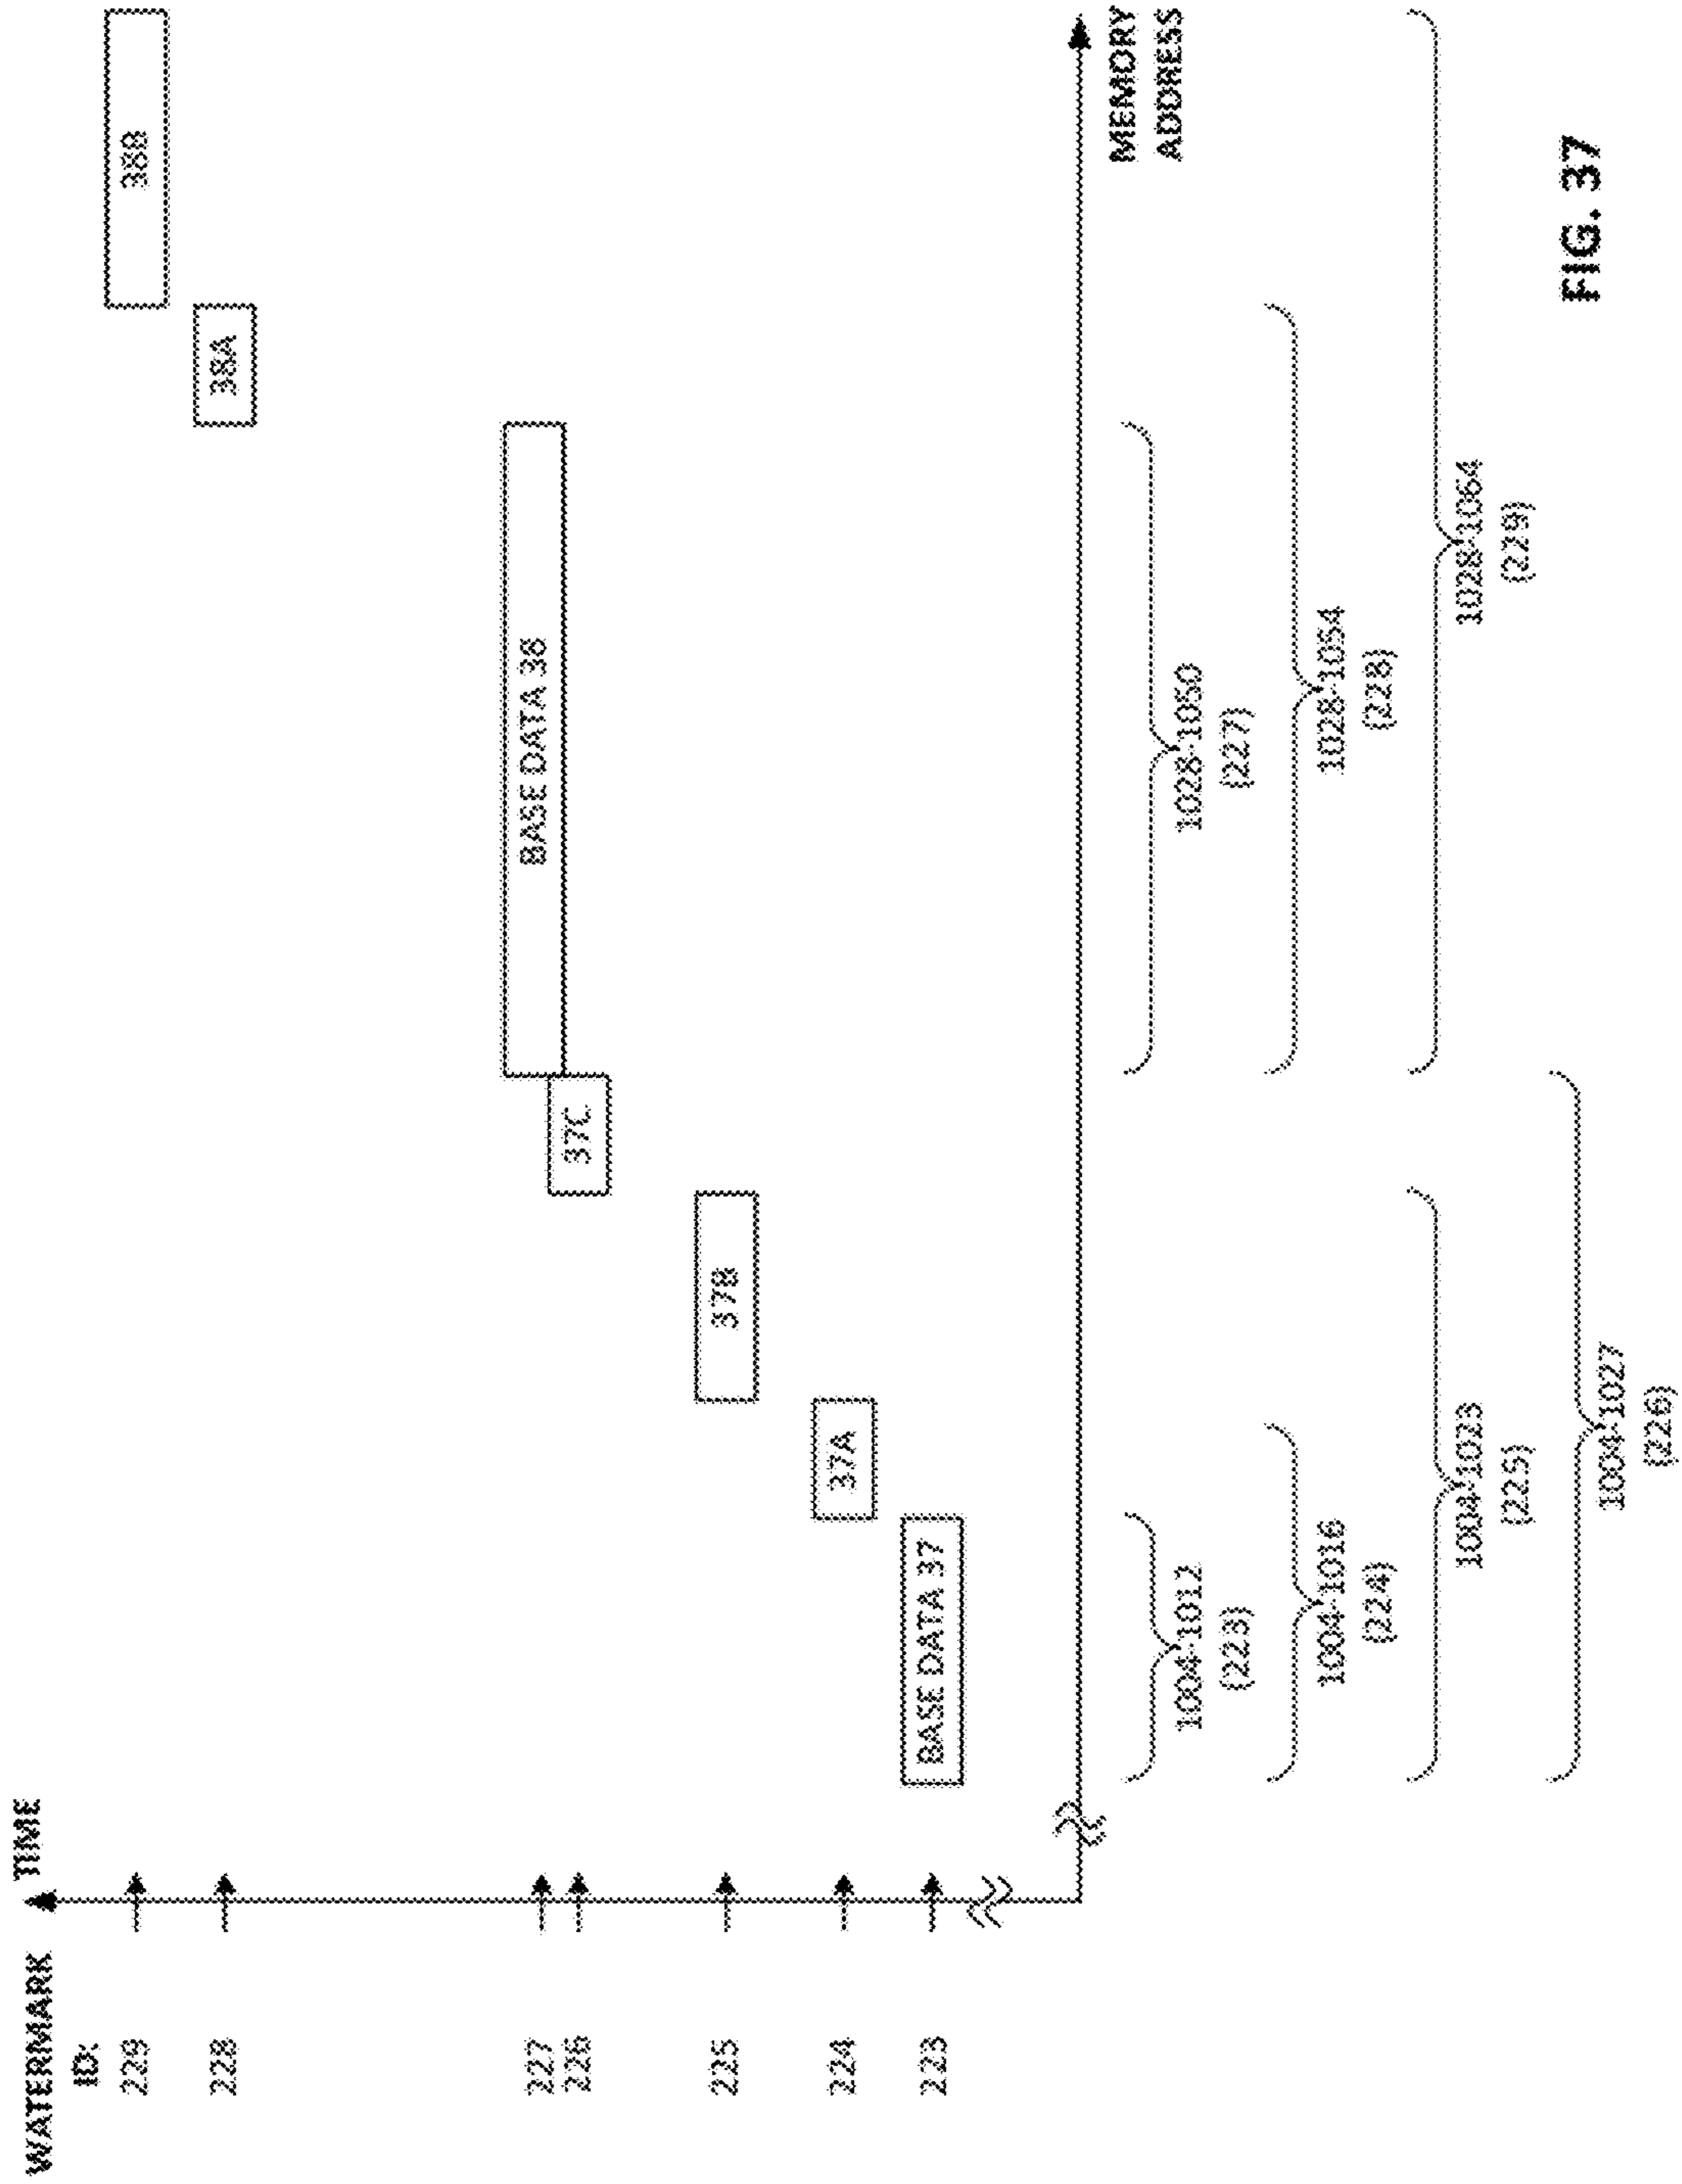 WATERMARK
ID:
TIME
229
228
227
226
225
224
223
38B
38A
BASE DATA 38
37C
37B
37A
BASE DATA 37
MEMORY
ADDRESS
1004-1012
(223)
1028-1050
(227)
1004-1016
(224)
1028-1054
(228)
1004-1023
(225)
1028-1064
(229)
1004-1027
(226)
FIG. 37